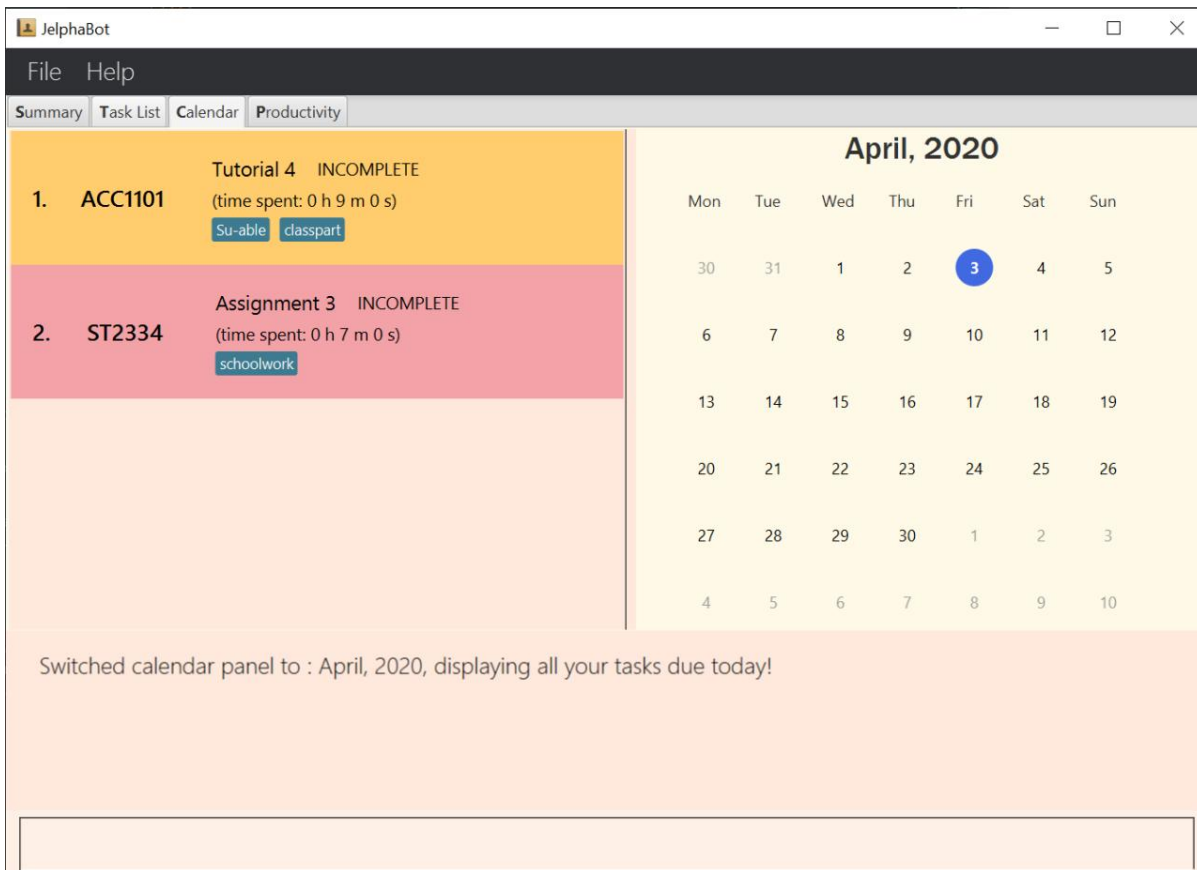 JelphaBot
File Help
Summary Task List Calendar Productivity
1. ACC1101
Tutorial 4 INCOMPLETE
(time spent: 0 h 9 m 0 s)
Su-able classpart
2. ST2334
Assignment 3 INCOMPLETE
(time spent: 0 h 7 m 0 s)
schoolwork
April, 2020
Mon Tue Wed Thu Fri Sat Sun
30 31 1 2 3 4 5
6 7 8 9 10 11 12
13 14 15 16 17 18 19
20 21 22 23 24 25 26
27 28 29 30 1 2 3
4 5 6 7 8 9 10
Switched calendar panel to : April, 2020, displaying all your tasks due today!